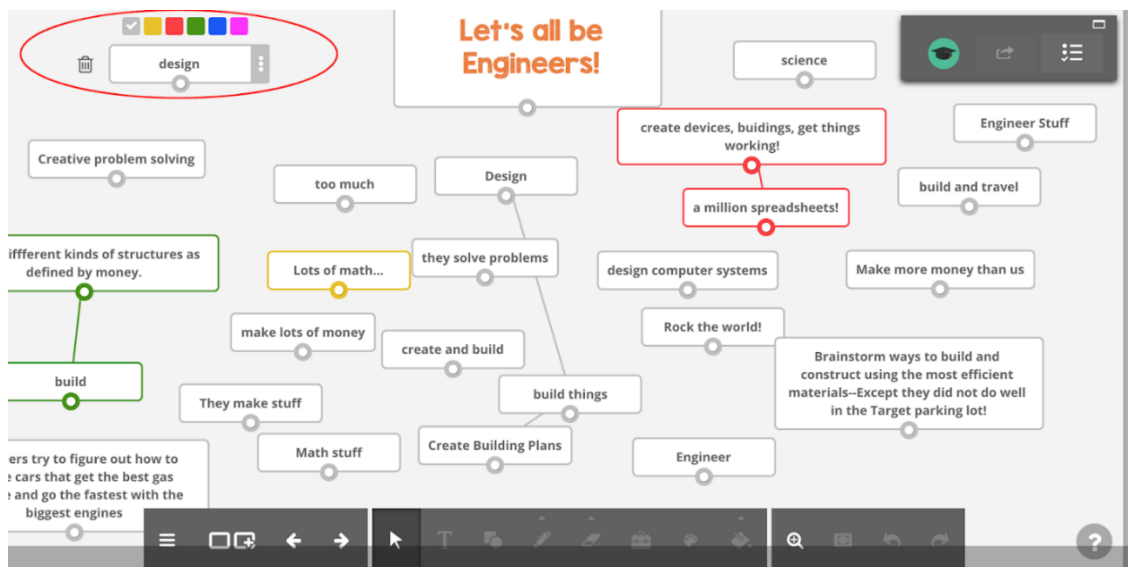 Let's all be
Engineers!
design
science
create devices, buidings, get things
working!
Engineer Stuff
Creative problem solving
too much
Design
build and travel
a million spreadsheets!
iffferent kinds of structures as
defined by money.
Lots of math...
they solve problems
design computer systems
Make more money than us
make lots of money
create and build
Rock the world!
Brainstorm ways to build and
construct using the most efficient
materials--Except they did not do well
in the Target parking lot!
build
They make stuff
build things
Math stuff
Create Building Plans
Engineer
ers try to figure out how to
cars that get the best gas
and go the fastest with the
biggest engines
T
?